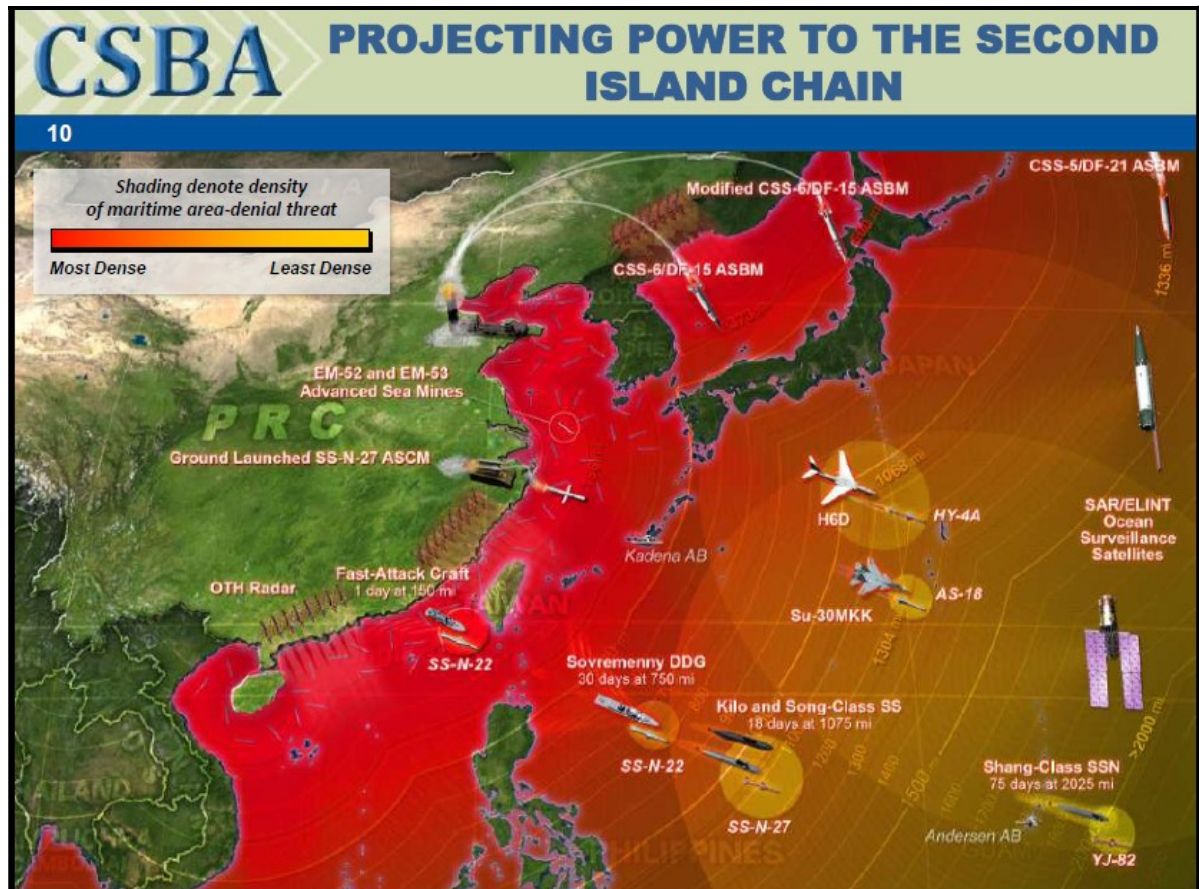 CSBA
PROJECTING POWER TO THE SECOND
ISLAND CHAIN
10
Shading denote density
of maritime area-denial threat
Most Dense
Least Dense
CSS-5/DF-21 ASBM
Modified CSS-6/DF-15 ASBM
CSS-6/DF-15 ASBM
1336 mi
EM-52 and EM-53
Advanced Sea Mines
JAPAN
PRC
Ground Launched SS-N-27 ASCM
1068 mi
H6D
HY-4A
SAR/ELINT
Ocean
Surveillance
Satellites
Kadena AB
Fast-Attack Craft
1 day at 150 mi
OTH Radar
AS-18
Su-30MKK
1304 mi
SS-N-22
Sovremenny DDG
30 days at 750 mi
Kilo and Song-Class SS
18 days at 1075 mi
SS-N-22
1200
1300
1400
1500
>2000 mi
Shang-Class SSN
75 days at 2025 mi
SS-N-27
Andersen AB
YJ-82
PHILIPPINES